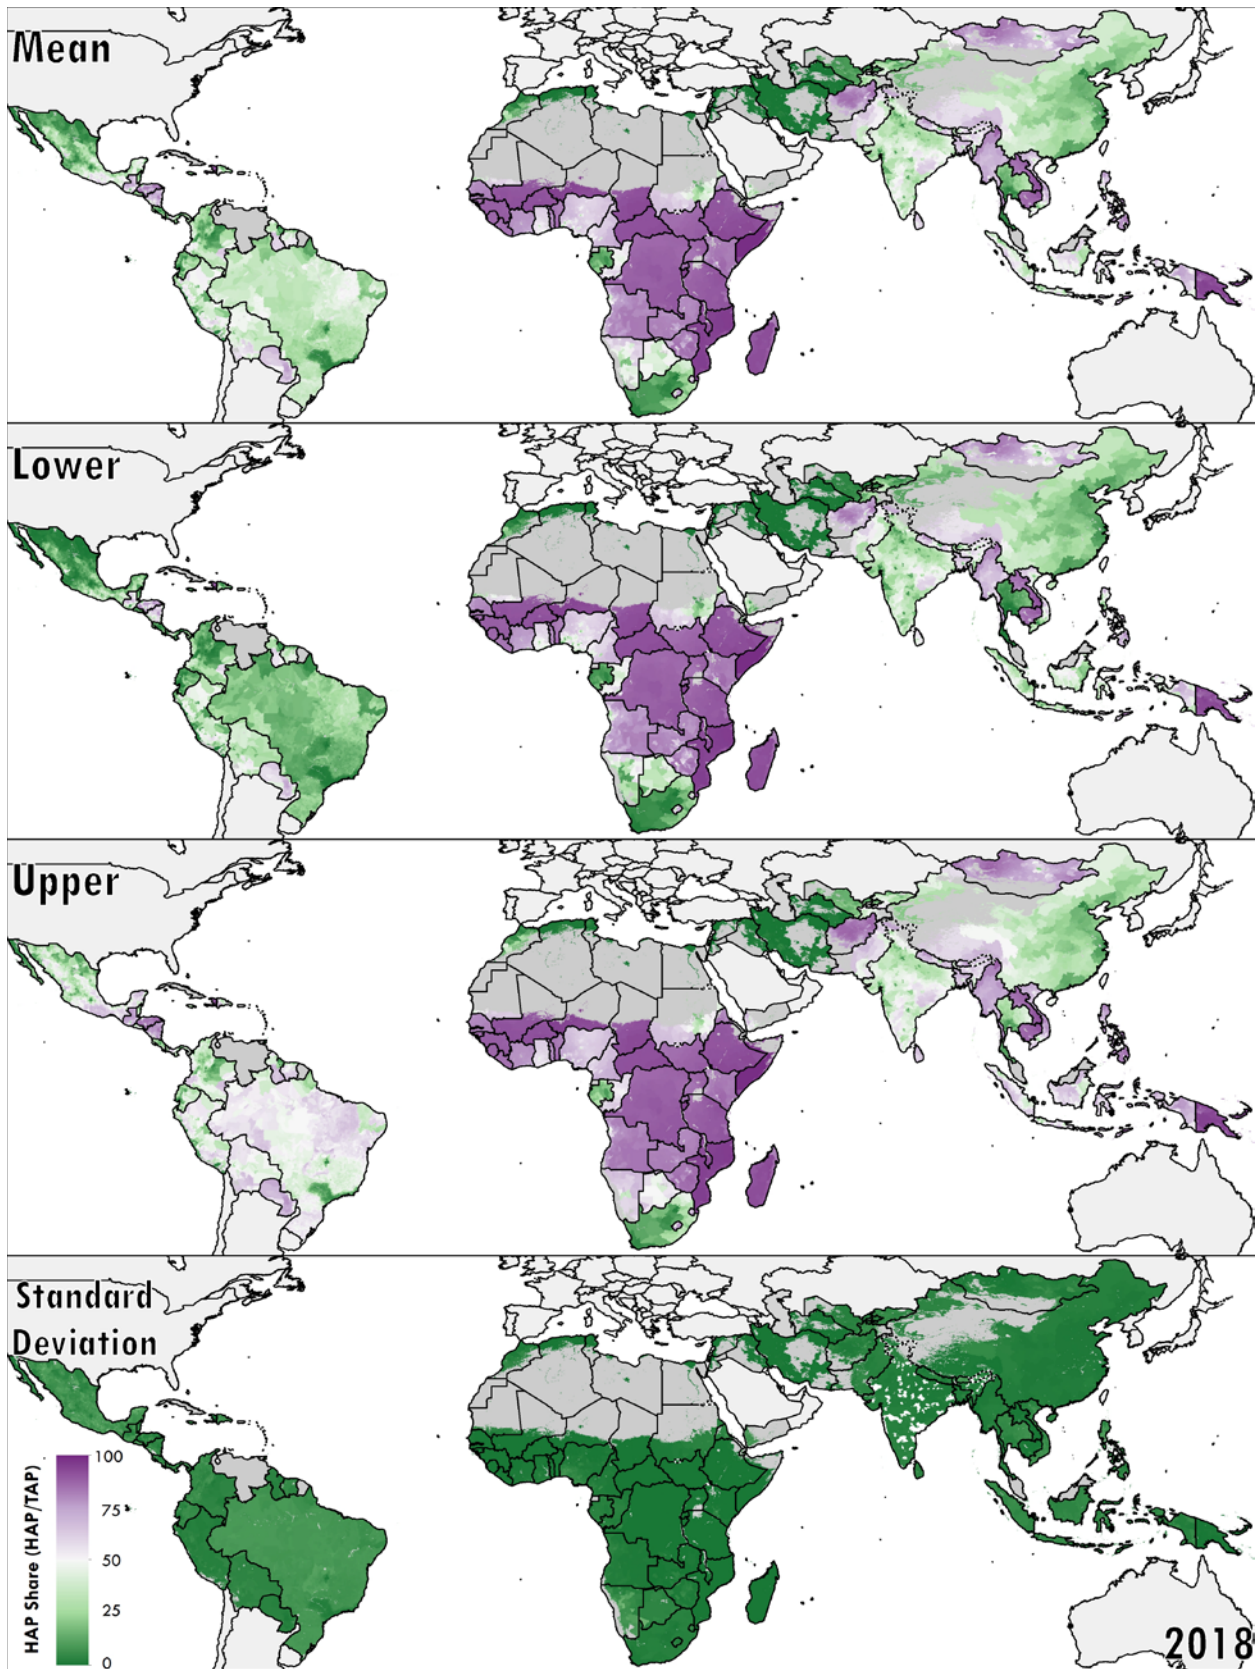 Mean
Lower
Upper
Standard
Deviation
HAP Share (HAP/TAP)
100
75
50
25
0
2018